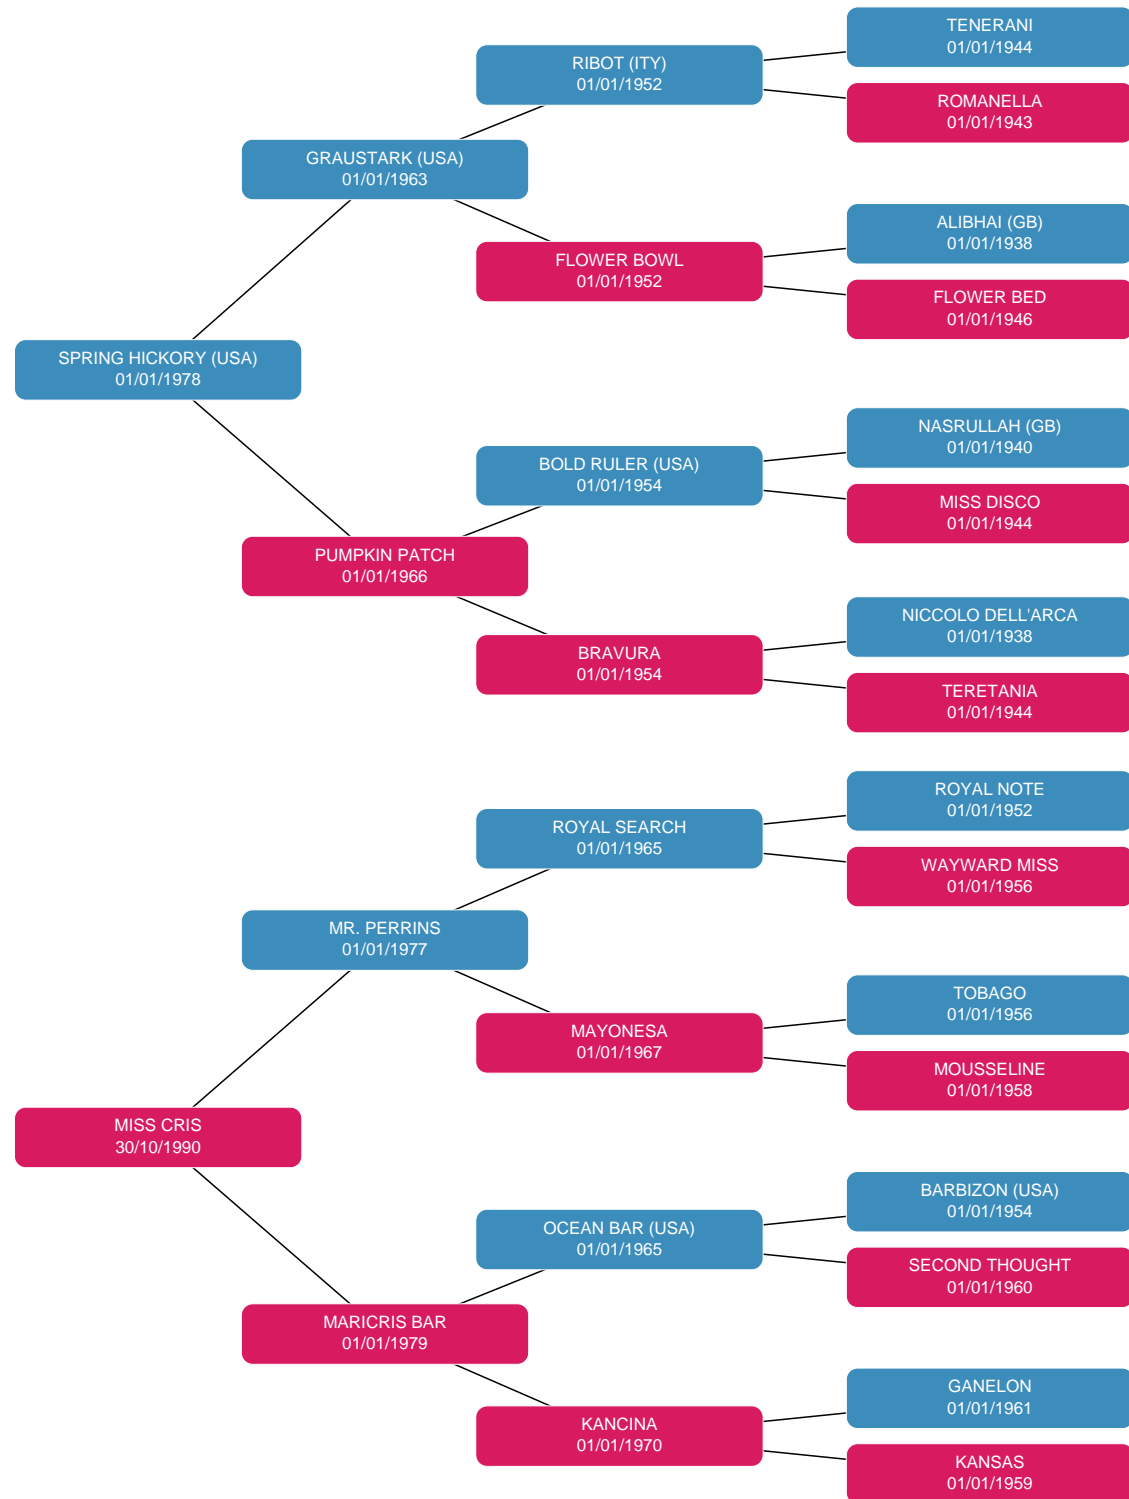 TENERANI
01/01/1944
RIBOT (ITY)
01/01/1952
ROMANELLA
01/01/1943
GRAUSTARK (USA)
01/01/1963
ALIBHAI (GB)
01/01/1938
FLOWER BOWL
01/01/1952
FLOWER BED
01/01/1946
SPRING HICKORY (USA)
01/01/1978
NASRULLAH (GB)
01/01/1940
BOLD RULER (USA)
01/01/1954
MISS DISCO
01/01/1944
PUMPKIN PATCH
01/01/1966
NICCOLO DELL'ARCA
01/01/1938
BRAVURA
01/01/1954
TERETANIA
01/01/1944
ROYAL NOTE
01/01/1952
ROYAL SEARCH
01/01/1965
WAYWARD MISS
01/01/1956
MR. PERRINS
01/01/1977
TOBAGO
01/01/1956
MAYONESA
01/01/1967
MOUSSELINE
01/01/1958
MISS CRIS
30/10/1990
BARBIZON (USA)
01/01/1954
OCEAN BAR (USA)
01/01/1965
SECOND THOUGHT
01/01/1960
MARICRIS BAR
01/01/1979
GANELON
01/01/1961
KANCINA
01/01/1970
KANSAS
01/01/1959